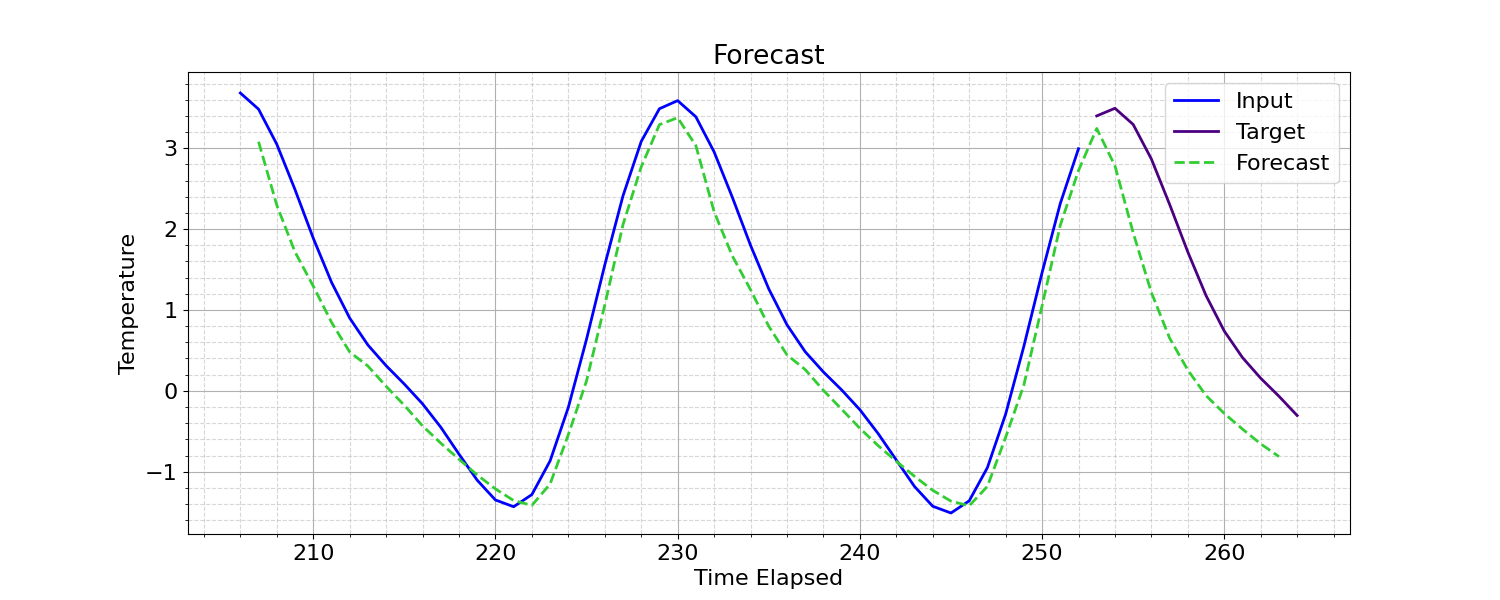 Forecast
Input
Target
Forecast
Temperature
3
2
1
0
−1
210 220 230 240 250 260
Time Elapsed